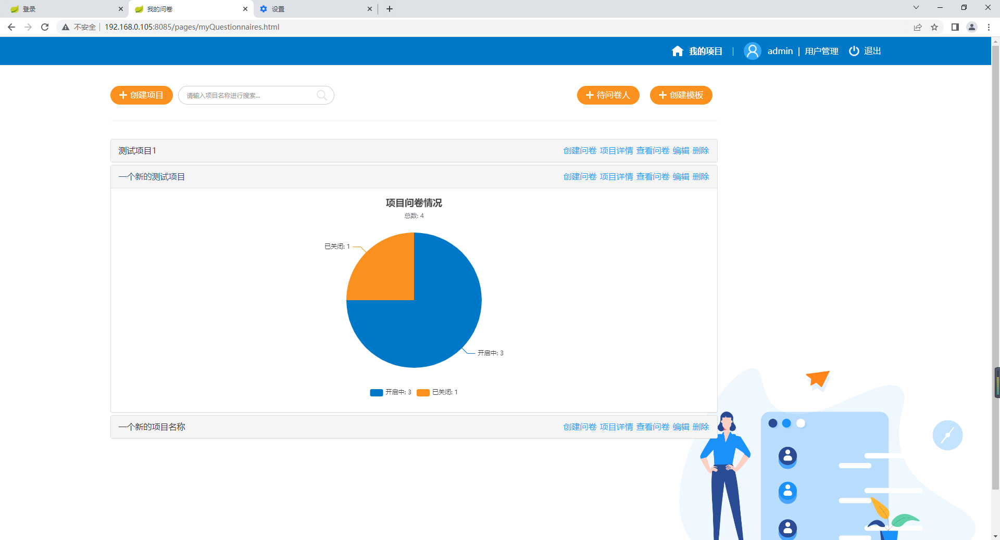 登录
我的问卷
设置
不安全 192.168.0.105:8085/pages/myQuestionnaires.html
我的项目 | admin | 用户管理 退出
创建项目 请输入项目名称进行搜索... 待问卷人 创建模板
测试项目1 创建问卷 项目详情 查看问卷 编辑 删除
一个新的测试项目 创建问卷 项目详情 查看问卷 编辑 删除
项目问卷情况
总数: 4
已关闭: 1
开启中: 3
开启中: 3 已关闭: 1
一个新的项目名称 创建问卷 项目详情 查看问卷 编辑 删除